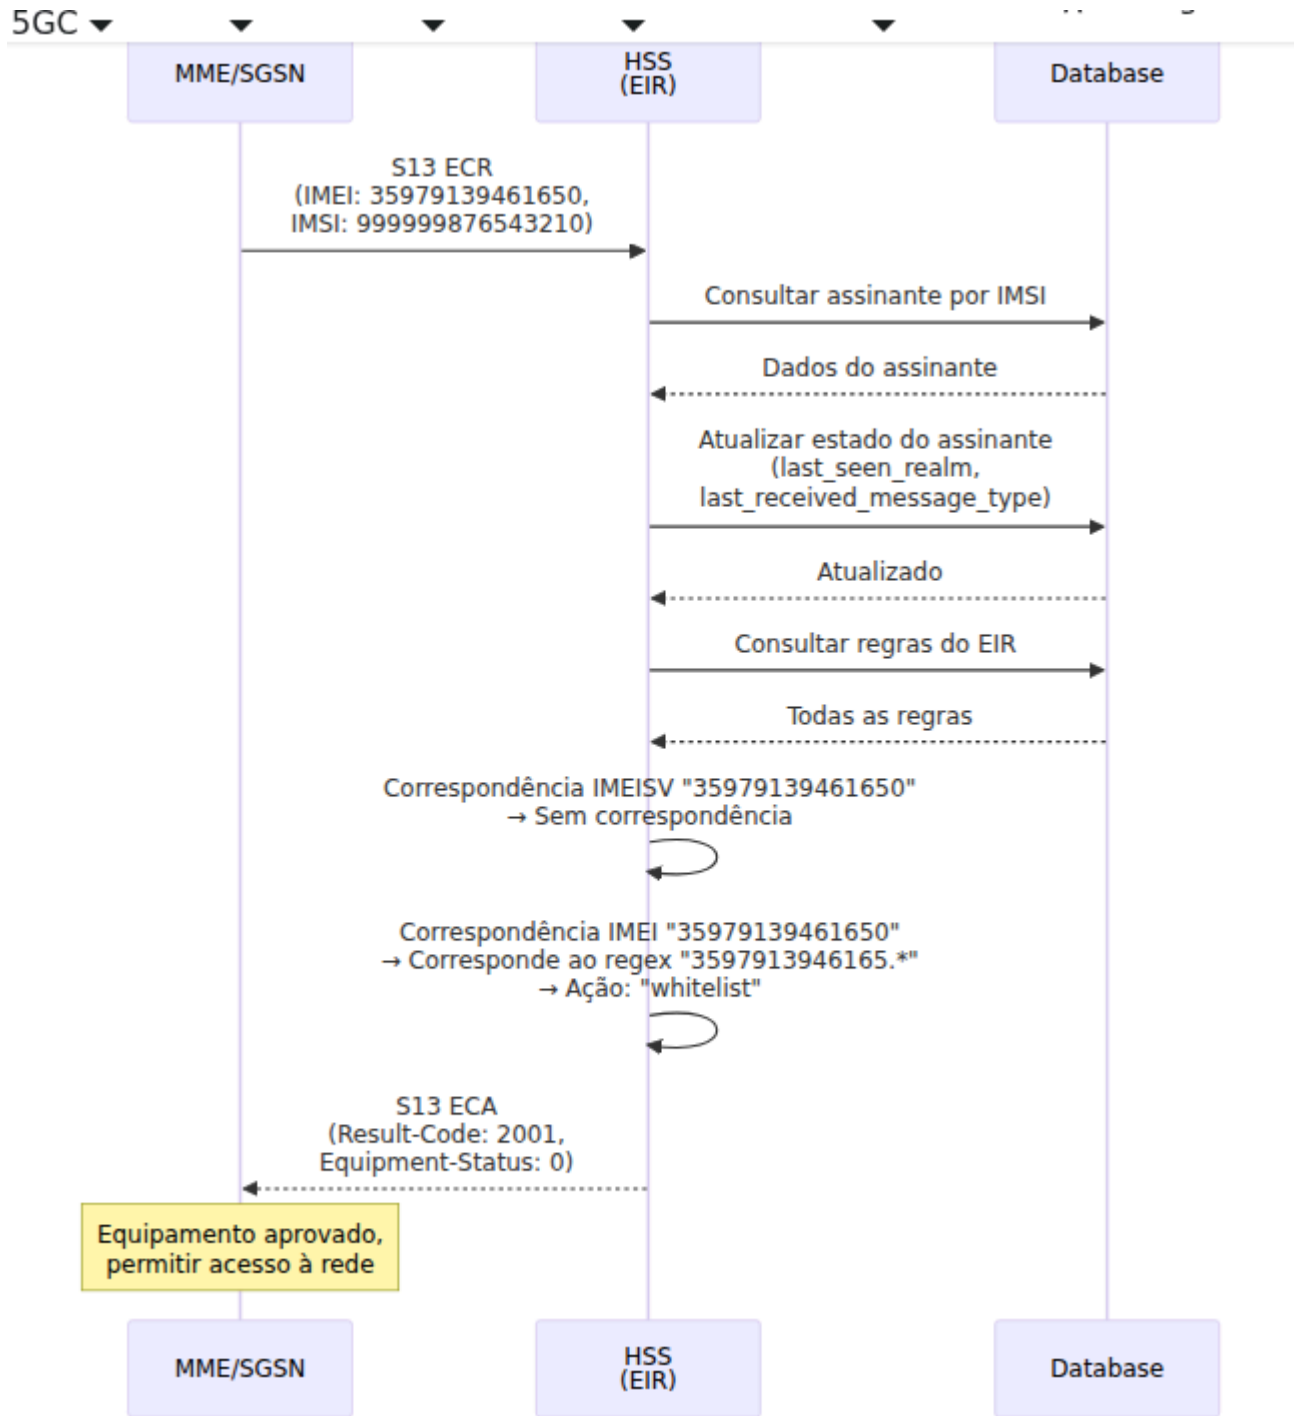 5GC
MME/SGSN
HSS
(EIR)
Database
S13 ECR
(IMEI: 35979139461650,
IMSI: 999999876543210)
Consultar assinante por IMSI
Dados do assinante
Atualizar estado do assinante
(last_seen_realm,
last_received_message_type)
Atualizado
Consultar regras do EIR
Todas as regras
Correspondência IMEISV "35979139461650"
→ Sem correspondência
Correspondência IMEI "35979139461650"
→ Corresponde ao regex "3597913946165.*"
→ Ação: "whitelist"
S13 ECA
(Result-Code: 2001,
Equipment-Status: 0)
Equipamento aprovado,
permitir acesso à rede
MME/SGSN
HSS
(EIR)
Database